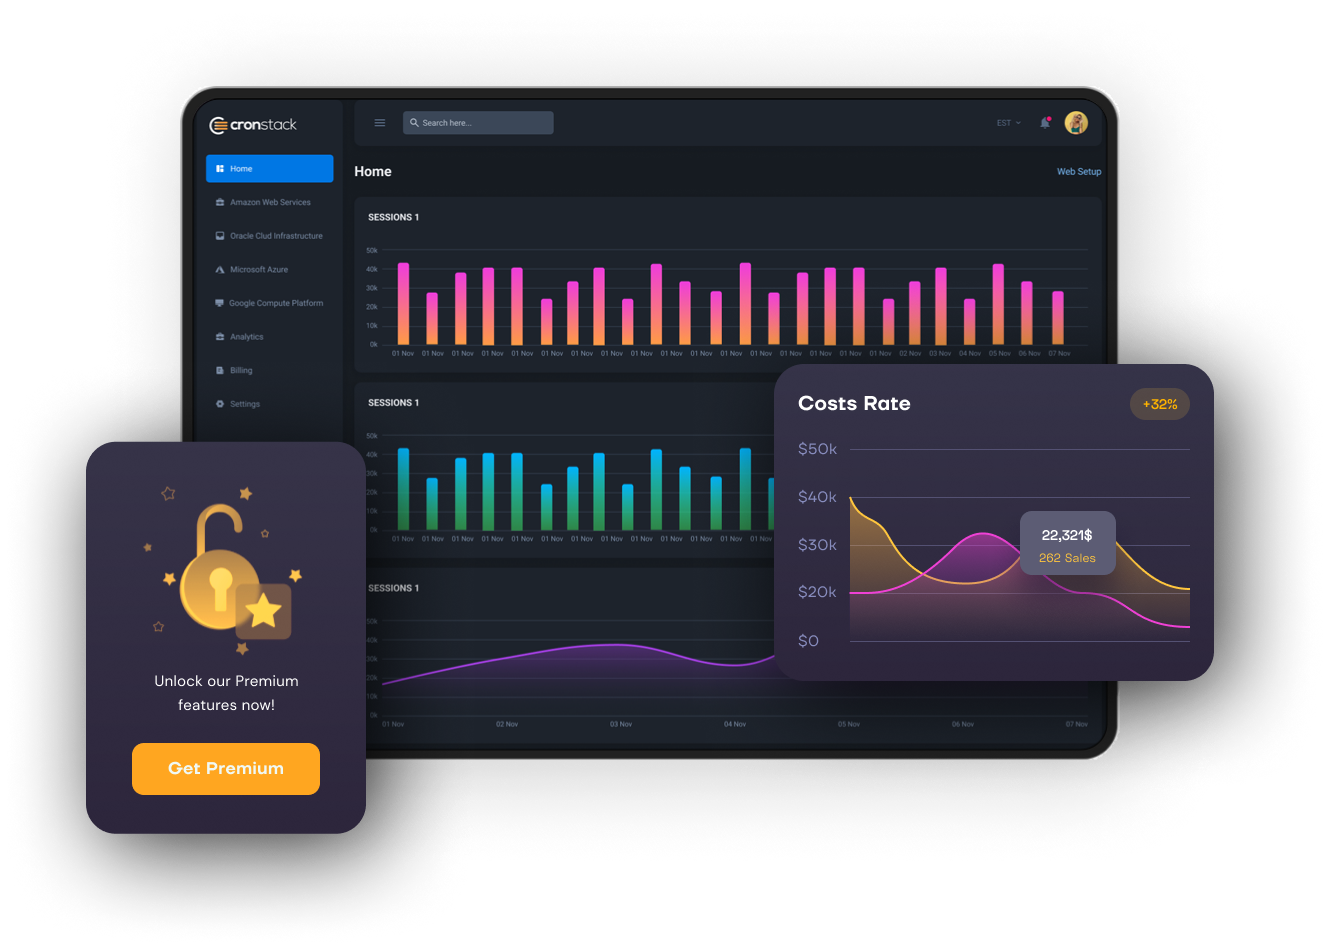 cronstack
Search here...
EST
Home
Amazon Web Services
Oracle Clud Infrastructure
Microsoft Azure
Google Compute Platform
Analytics
Billing
Settings
Home
Web Setup
SESSIONS 1
50k
40k
30k
20k
10k
0k
01 Nov 01 Nov 01 Nov 01 Nov 01 Nov 01 Nov 01 Nov 01 Nov 01 Nov 01 Nov 01 Nov 01 Nov 01 Nov 01 Nov 01 Nov 01 Nov 01 Nov 02 Nov 03 Nov 04 Nov 05 Nov 06 Nov 07 Nov
SESSIONS 1
50k
40k
30k
20k
10k
0k
01 Nov 01 Nov 01 Nov 01 Nov 01 Nov 01 Nov 01 Nov 01 Nov 01 Nov 01 Nov 01 Nov 01 Nov 01 Nov
SESSIONS 1
50k
40k
30k
20k
10k
0k
01 Nov 02 Nov 03 Nov 04 Nov 05 Nov 06 Nov 07 Nov
Costs Rate
+32%
$50k
$40k
$30k
$20k
$0
22,321$
262 Sales
Unlock our Premium
features now!
Get Premium